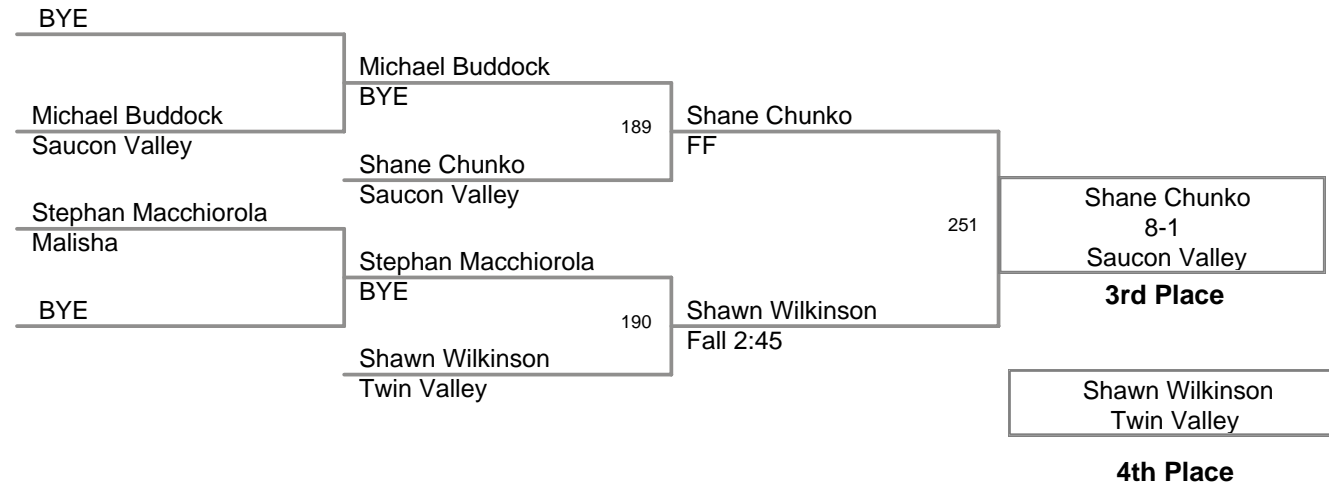 BYE
Michael Buddock
Saucon Valley
Stephan Macchiorola
Malisha
BYE
Michael Buddock
BYE
189
Shane Chunko
Saucon Valley
Stephan Macchiorola
BYE
190
Shawn Wilkinson
Twin Valley
Shane Chunko
FF
251
Shawn Wilkinson
Fall 2:45
Shane Chunko
8-1
Saucon Valley
3rd Place
Shawn Wilkinson
Twin Valley
4th Place